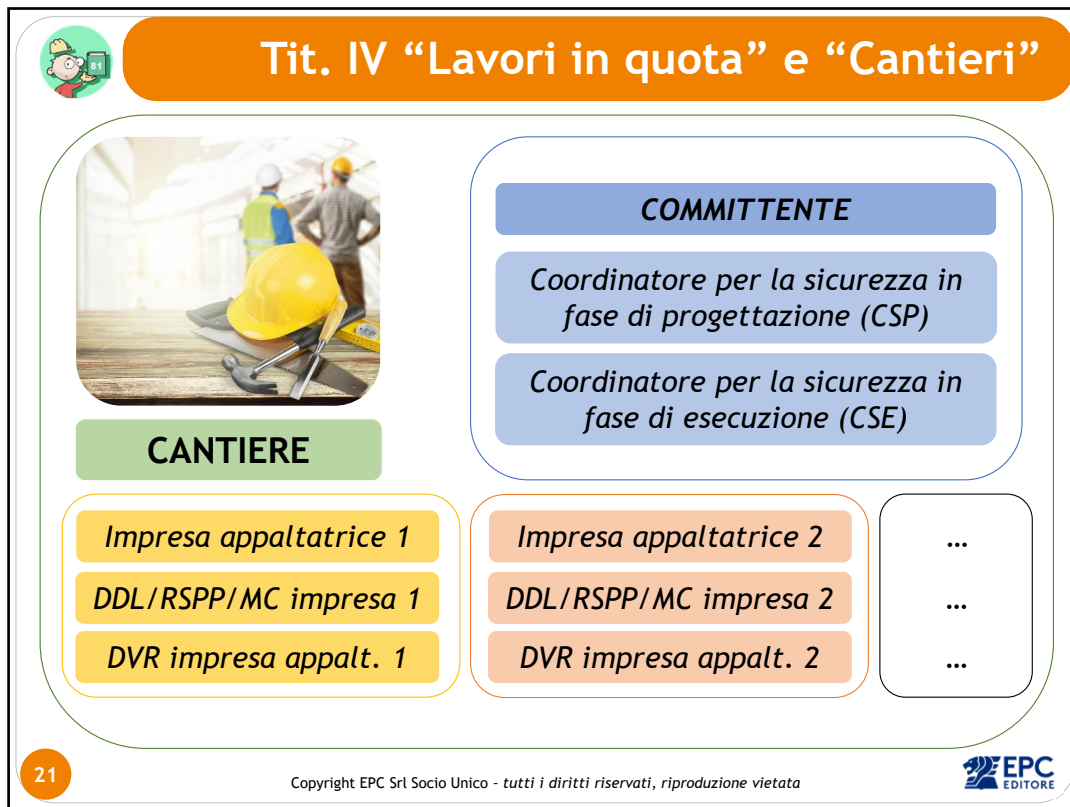 81
Tit. IV “Lavori in quota” e “Cantieri”
COMMITTENTE
Coordinatore per la sicurezza in
fase di progettazione (CSP)
Coordinatore per la sicurezza in
fase di esecuzione (CSE)
CANTIERE
Impresa appaltatrice 1
DDL/RSPP/MC impresa 1
DVR impresa appalt. 1
Impresa appaltatrice 2
DDL/RSPP/MC impresa 2
DVR impresa appalt. 2
…
…
…
21
Copyright EPC Srl Socio Unico – tutti i diritti riservati, riproduzione vietata
EPC
EDITORE